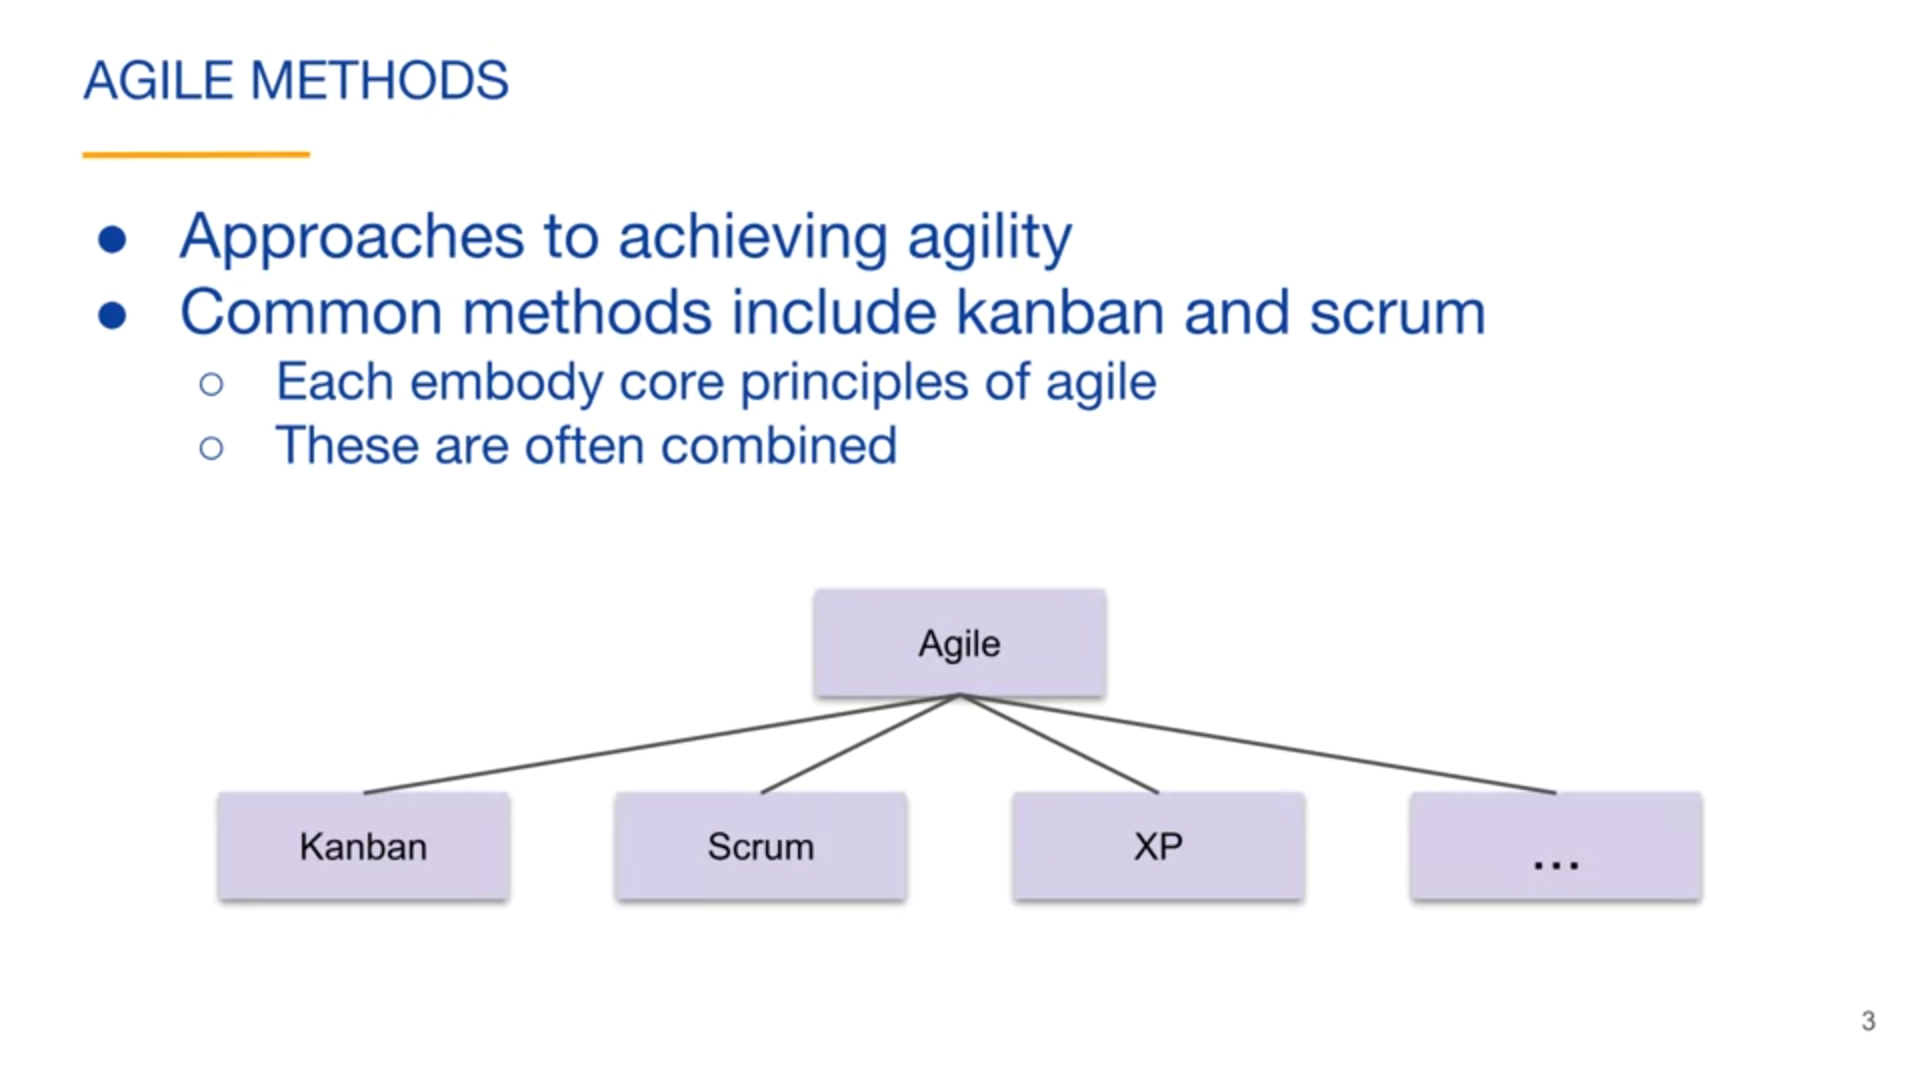 AGILE METHODS
● Approaches to achieving agility
● Common methods include kanban and scrum
○ Each embody core principles of agile
○ These are often combined
Agile
Kanban
Scrum
XP
...
3